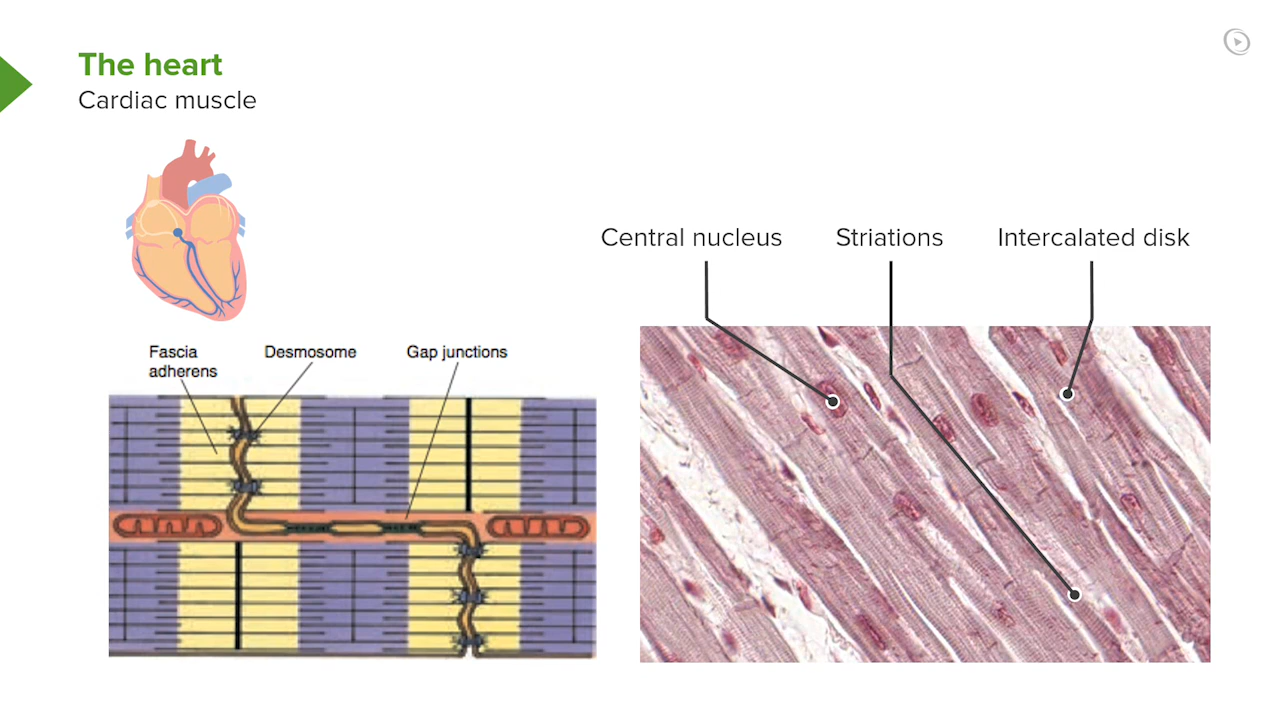 The heart
Cardiac muscle
Central nucleus
Striations
Intercalated disk
Fascia
adherens
Desmosome
Gap junctions